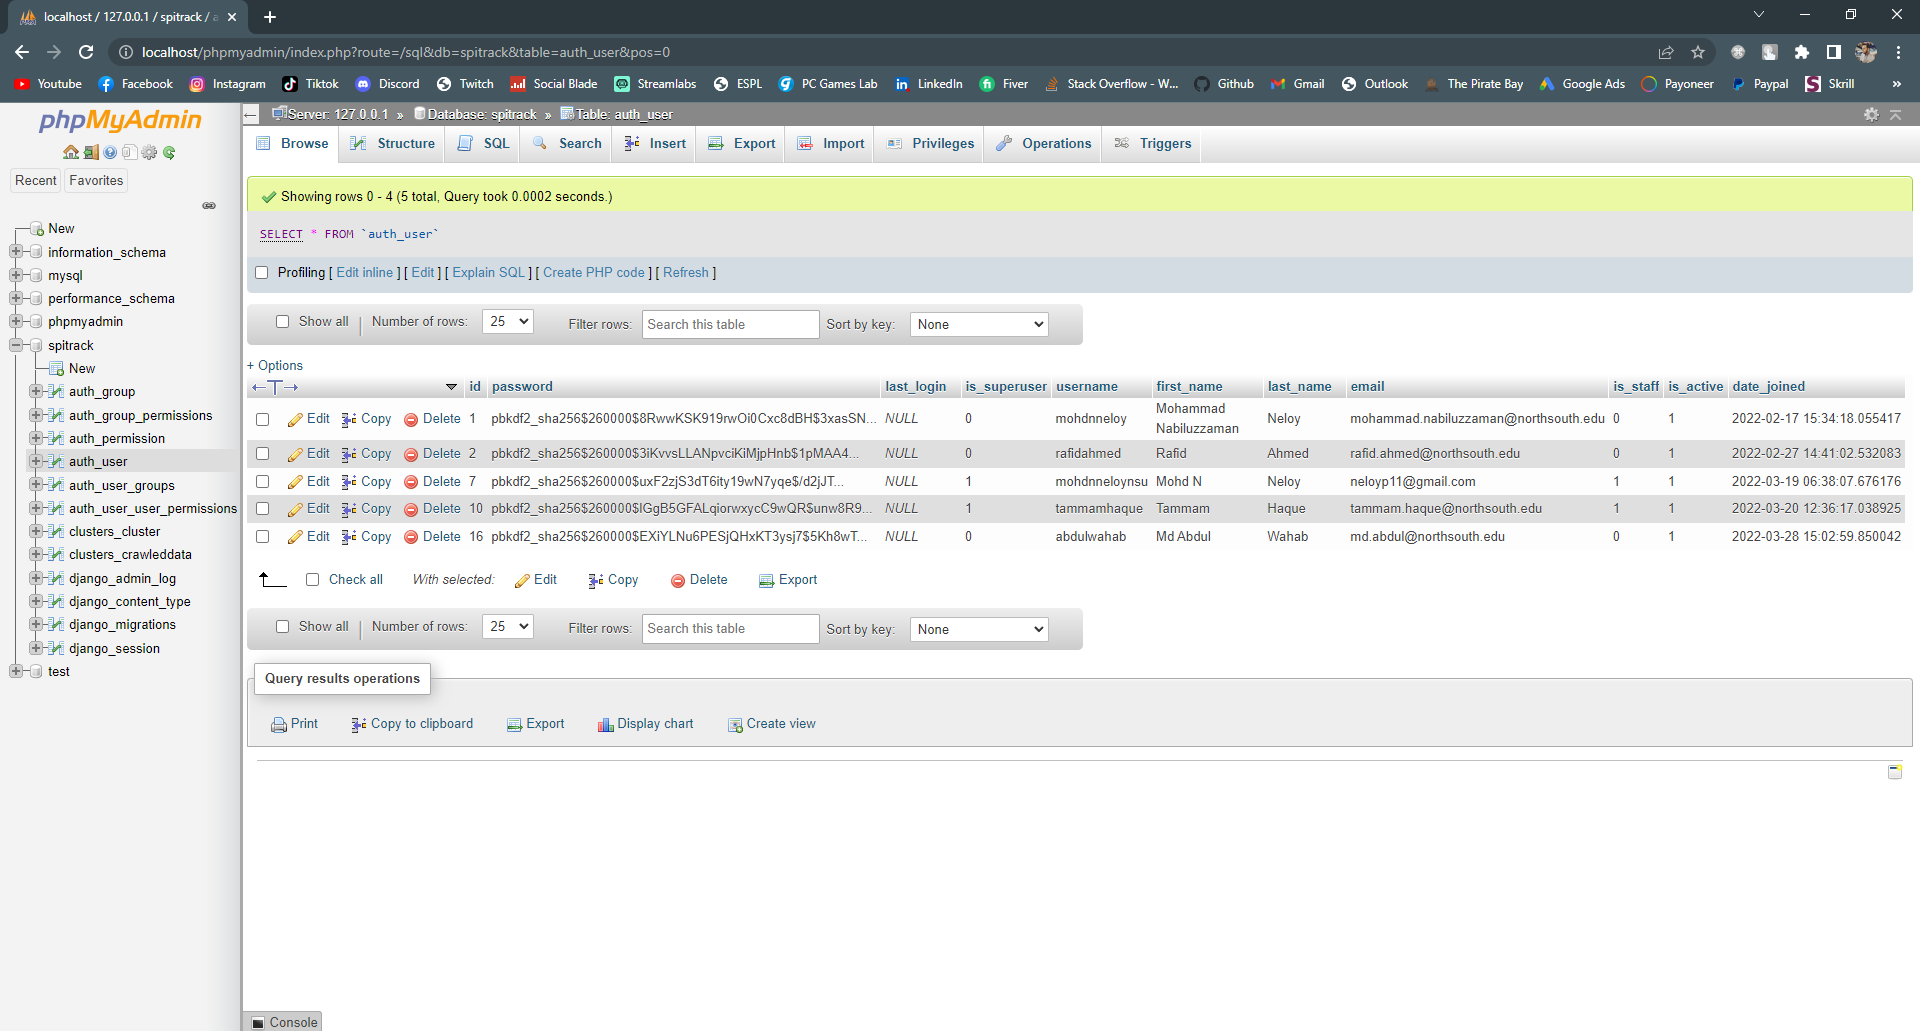 localhost / 127.0.0.1 / spitrack / a
localhost/phpmyadmin/index.php?route=/sql&db=spitrack&table=auth_user&pos=0
Youtube Facebook Instagram Tiktok Discord Twitch Social Blade Streamlabs ESPL PC Games Lab LinkedIn Fiver Stack Overflow - W... Github Gmail Outlook The Pirate Bay Google Ads Payoneer Paypal Skrill »
phpMyAdmin
Recent Favorites
New
information_schema
mysql
performance_schema
phpmyadmin
spitrack
New
auth_group
auth_group_permissions
auth_permission
auth_user
auth_user_groups
auth_user_user_permissions
clusters_cluster
clusters_crawleddata
django_admin_log
django_content_type
django_migrations
django_session
test
Server: 127.0.0.1 » Database: spitrack » Table: auth_user
Browse Structure SQL Search Insert Export Import Privileges Operations Triggers
Showing rows 0 - 4 (5 total, Query took 0.0002 seconds.)
SELECT * FROM `auth_user`
Profiling [ Edit inline ] [ Edit ] [ Explain SQL ] [ Create PHP code ] [ Refresh ]
Show all Number of rows: 25 Filter rows: Search this table Sort by key: None
+ Options
id password last_login is_superuser username first_name last_name email is_staff is_active date_joined
Edit Copy Delete 1 pbkdf2_sha256$260000$8RwwKSK919rwOi0Cxc8dBH$3xasSN... NULL 0 mohdnneloy Mohammad Nabiluzzaman Neloy mohammad.nabiluzzaman@northsouth.edu 0 1 2022-02-17 15:34:18.055417
Edit Copy Delete 2 pbkdf2_sha256$260000$3iKvvsLLANpvciKiMjpHnb$1pMAA4... NULL 0 rafidahmed Rafid Ahmed rafid.ahmed@northsouth.edu 0 1 2022-02-27 14:41:02.532083
Edit Copy Delete 7 pbkdf2_sha256$260000$uxF2zjS3dT6ity19wN7yqe$/d2jJT... NULL 1 mohdnneloynsu Mohd N Neloy neloyp11@gmail.com 1 1 2022-03-19 06:38:07.676176
Edit Copy Delete 10 pbkdf2_sha256$260000$IGgB5GFALqiorwxycC9wQR$unw8R9... NULL 1 tammamhaque Tammam Haque tammam.haque@northsouth.edu 1 1 2022-03-20 12:36:17.038925
Edit Copy Delete 16 pbkdf2_sha256$260000$EXiYLNu6PESjQHxKT3ysj7$5Kh8wT... NULL 0 abdulwahab Md Abdul Wahab md.abdul@northsouth.edu 0 1 2022-03-28 15:02:59.850042
Check all With selected: Edit Copy Delete Export
Show all Number of rows: 25 Filter rows: Search this table Sort by key: None
Query results operations
Print Copy to clipboard Export Display chart Create view
Console